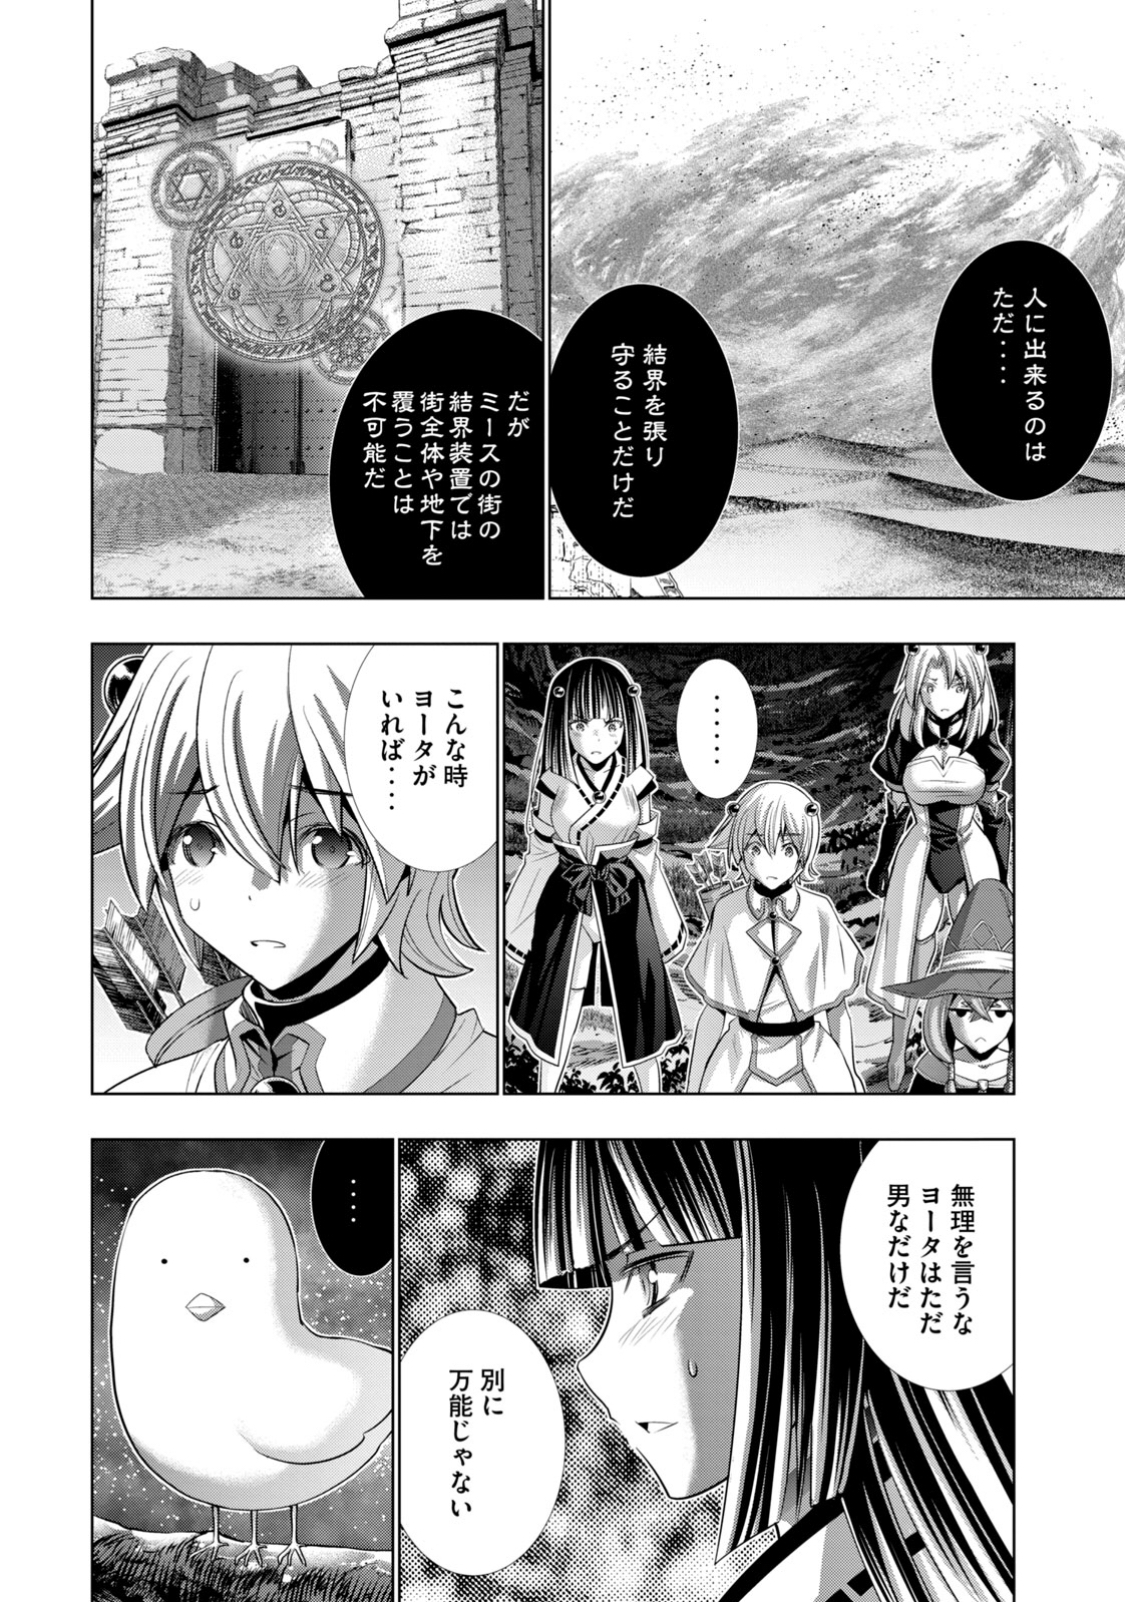 人に出来るのは
ただ・・・・
結界を張り
守ることだけだ
だが
ミースの街の
結界装置では
街全体や地下を
覆うことは
不可能だ
・・・・・・
こんな時
ヨータが
いれば・・・・
無理を言うな
ヨータはただ
男なだけだ
別に
万能じゃない
・・・・